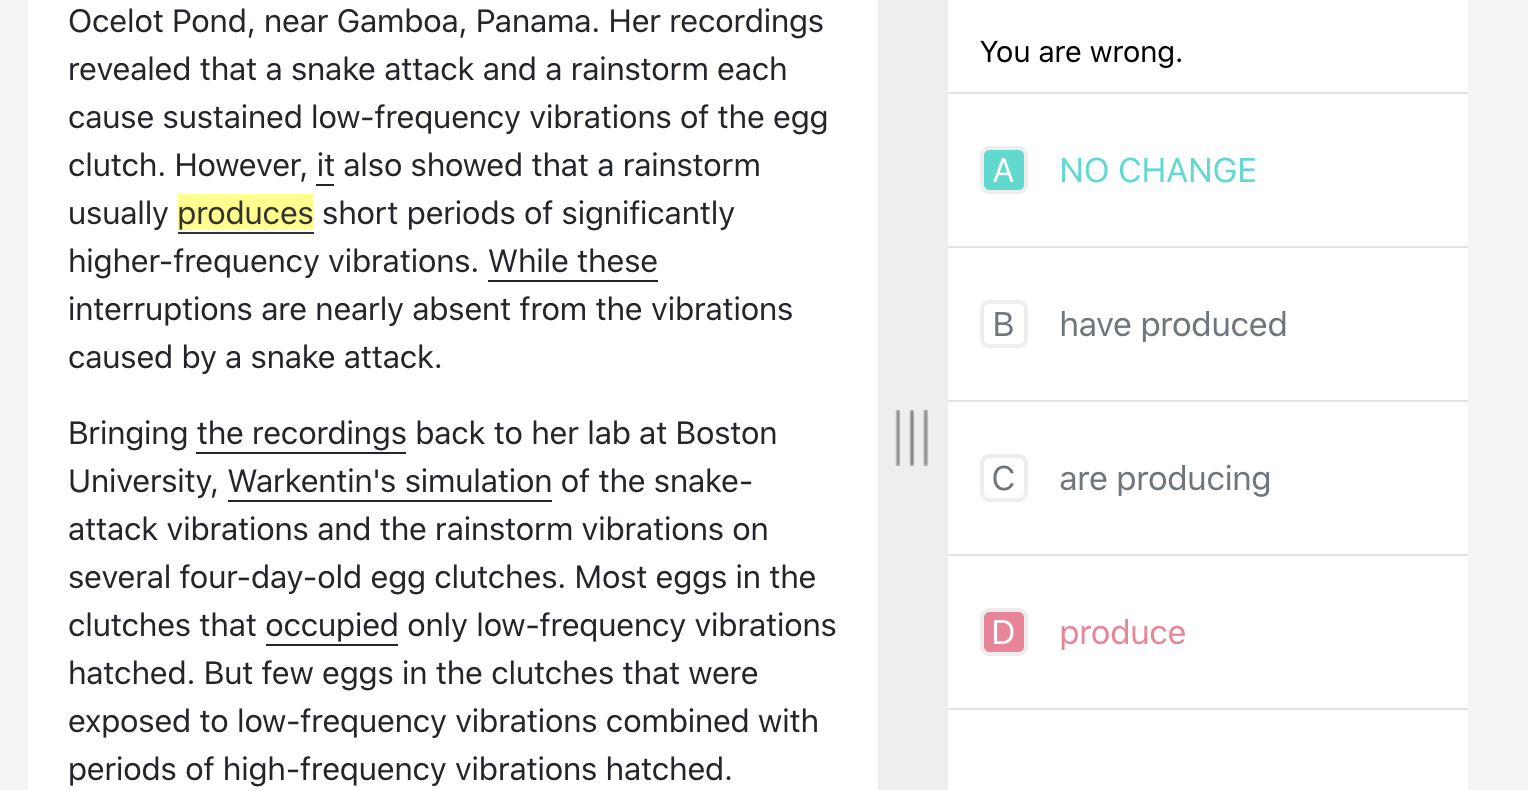 Ocelot Pond, near Gamboa, Panama. Her recordings
revealed that a snake attack and a rainstorm each
cause sustained low-frequency vibrations of the egg
clutch. However, it also showed that a rainstorm
usually produces short periods of significantly
higher-frequency vibrations. While these
interruptions are nearly absent from the vibrations
caused by a snake attack.
Bringing the recordings back to her lab at Boston
University, Warkentin's simulation of the snake-
attack vibrations and the rainstorm vibrations on
several four-day-old egg clutches. Most eggs in the
clutches that occupied only low-frequency vibrations
hatched. But few eggs in the clutches that were
exposed to low-frequency vibrations combined with
periods of high-frequency vibrations hatched.
You are wrong.
A NO CHANGE
B have produced
C are producing
D produce